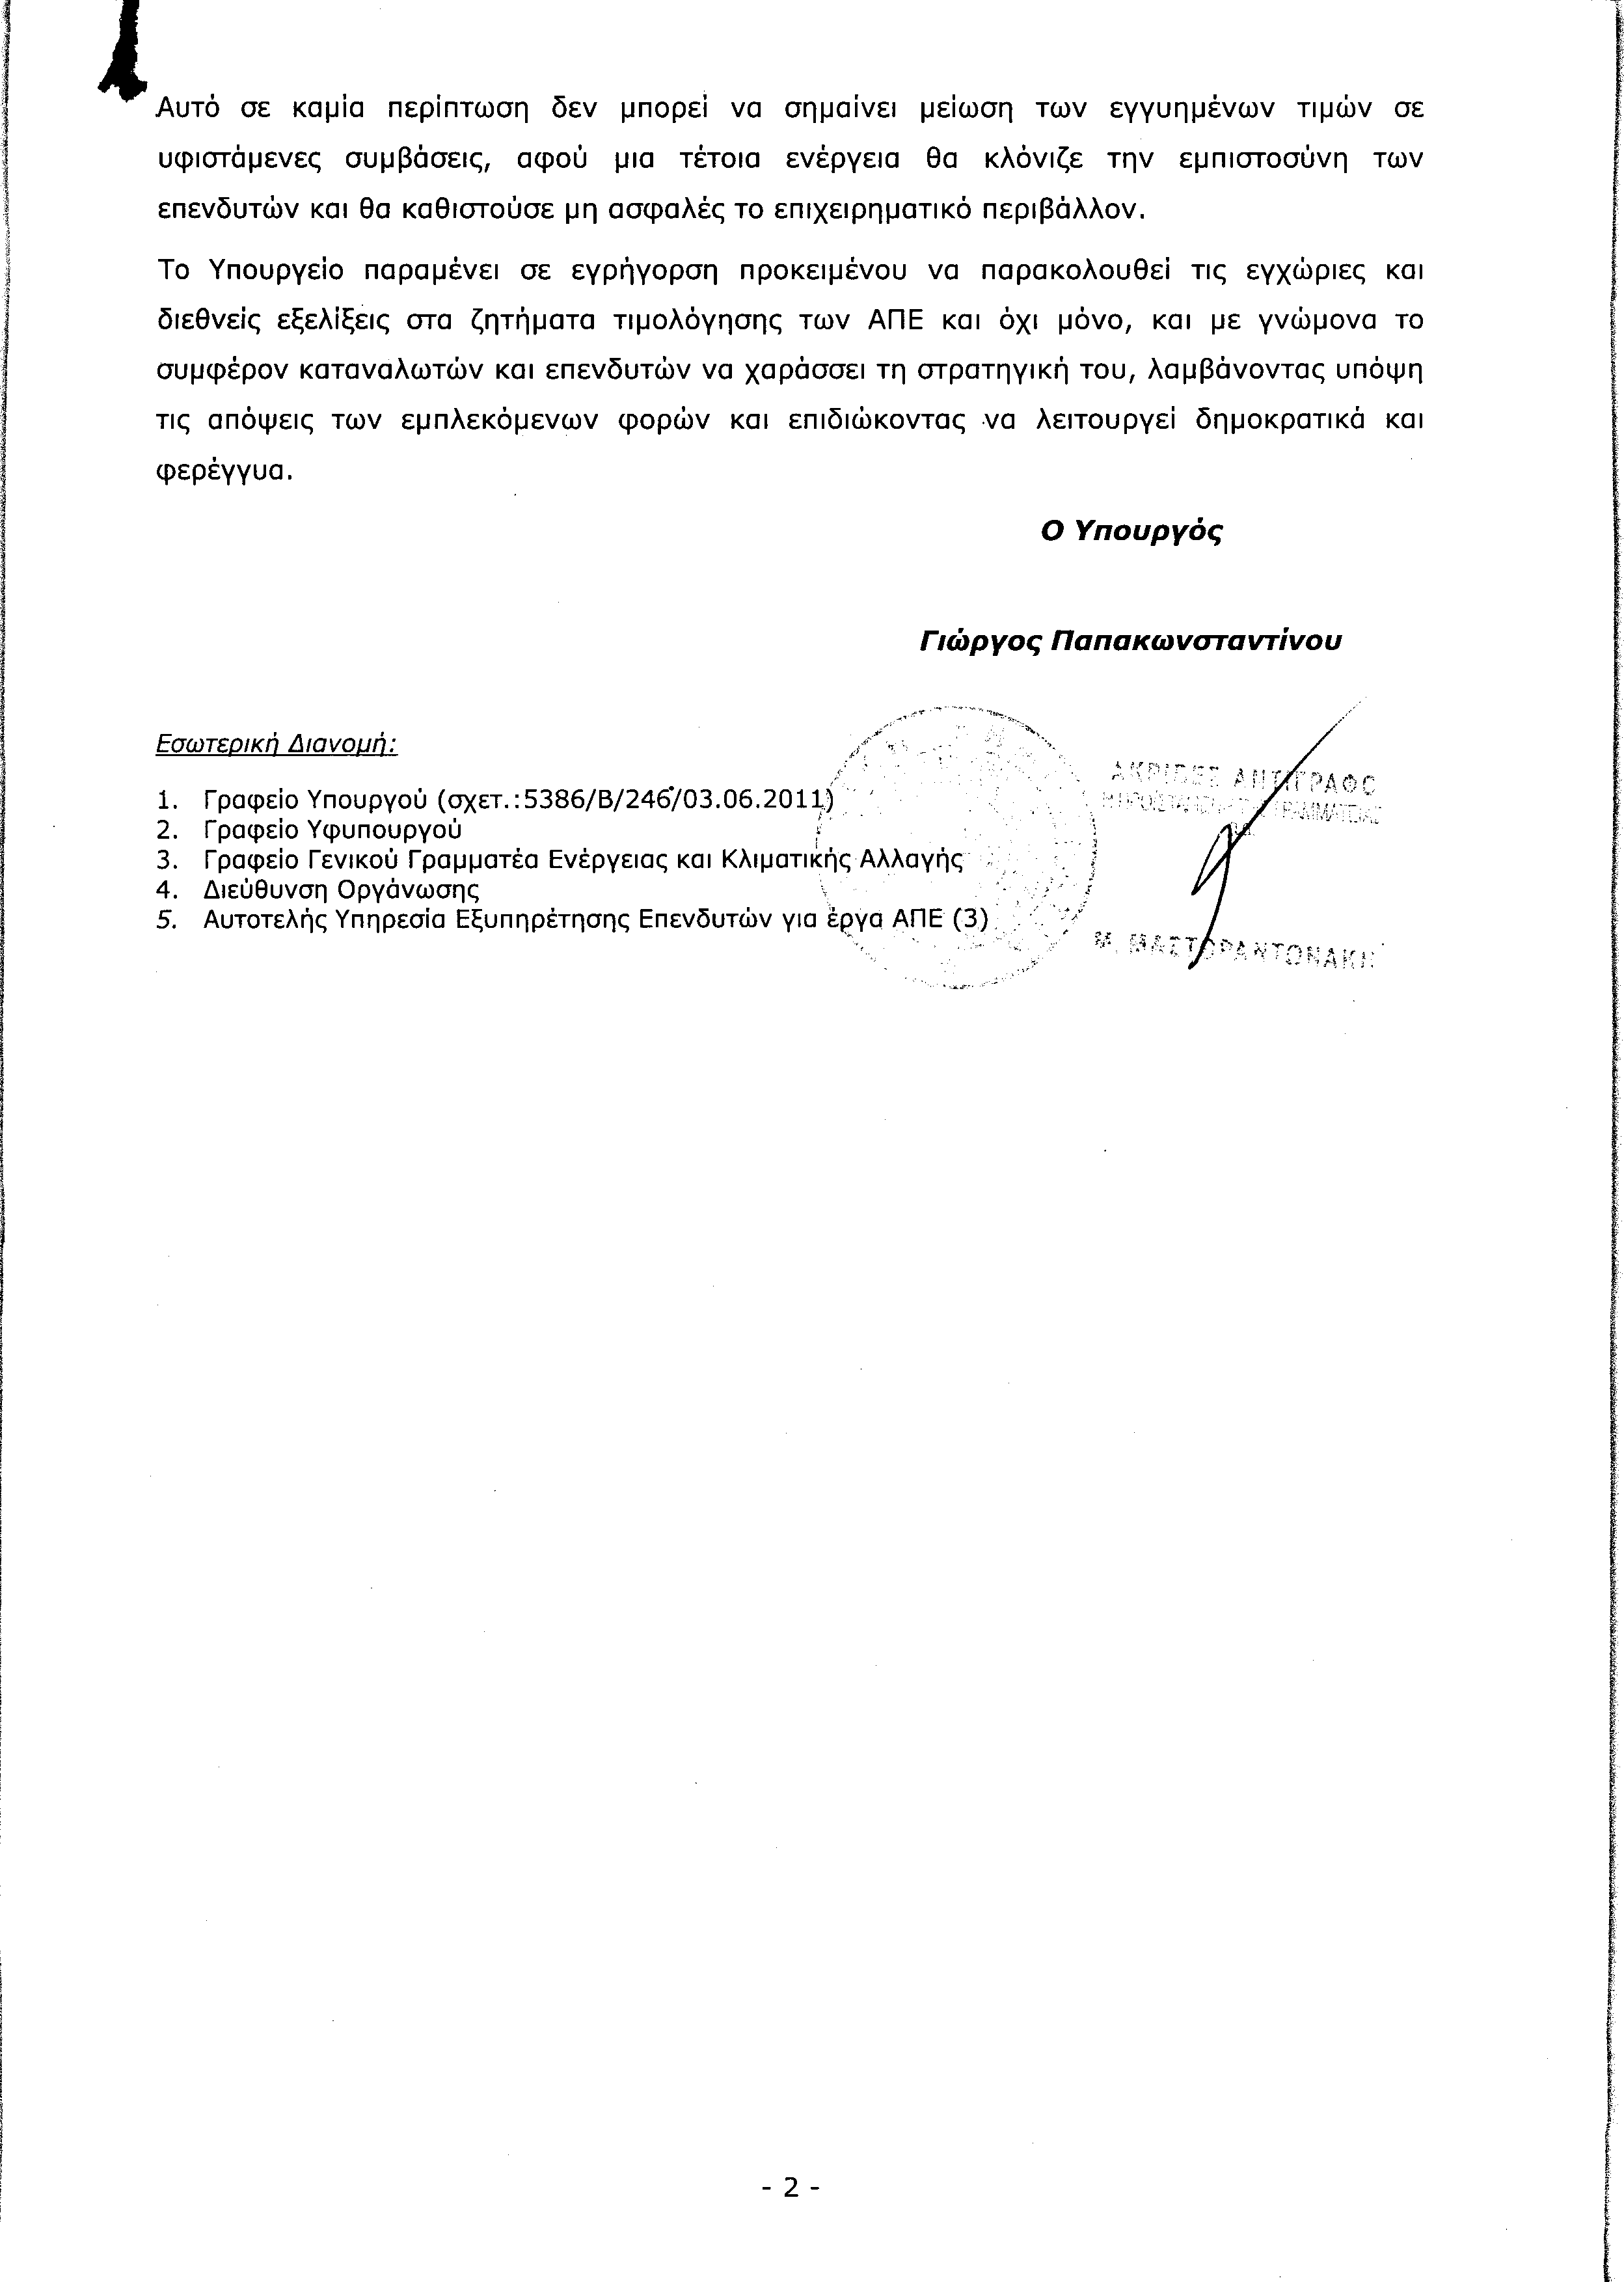 Αυτό σε καμία περίπτωση δεν μπορεί να σημαίνει μείωση των εγγυημένων τιμών σε
υφιστάμενες συμβάσεις, αφού μια τέτοια ενέργεια θα κλόνιζε την εμπιστοσύνη των
επενδυτών και θα καθιστούσε μη ασφαλές το επιχειρηματικό περιβάλλον.
Το Υπουργείο παραμένει σε εγρήγορση προκειμένου να παρακολουθεί τις εγχώριες και
διεθνείς εξελίξεις στα ζητήματα τιμολόγησης των ΑΠΕ και όχι μόνο, και με γνώμονα το
συμφέρον καταναλωτών και επενδυτών να χαράσσει τη στρατηγική του, λαμβάνοντας υπόψη
τις απόψεις των εμπλεκόμενων φορών και επιδιώκοντας να λειτουργεί δημοκρατικά και
φερέγγυα.
Ο Υπουργός
Γιώργος Παπακωνσταντίνου
Εσωτερική Διανομή:
1. Γραφείο Υπουργού (σχετ.:5386/Β/246/03.06.2011)
2. Γραφείο Υφυπουργού
3. Γραφείο Γενικού Γραμματέα Ενέργειας και Κλιματικής Αλλαγής
4. Διεύθυνση Οργάνωσης
5. Αυτοτελής Υπηρεσία Εξυπηρέτησης Επενδυτών για έργα ΑΠΕ (3)
ΑΚΡΙΒΕΣ ΑΝΤΙΓΡΑΦΟ
Μ. ΜΑΣΤΟΡΑΝΤΩΝΑΚΗ
- 2 -